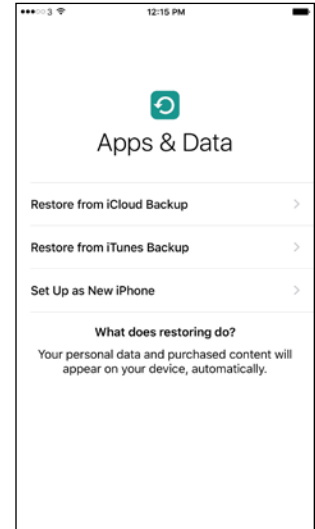 3 12:15 PM
Apps & Data
Restore from iCloud Backup
Restore from iTunes Backup
Set Up as New iPhone
What does restoring do?
Your personal data and purchased content will
appear on your device, automatically.